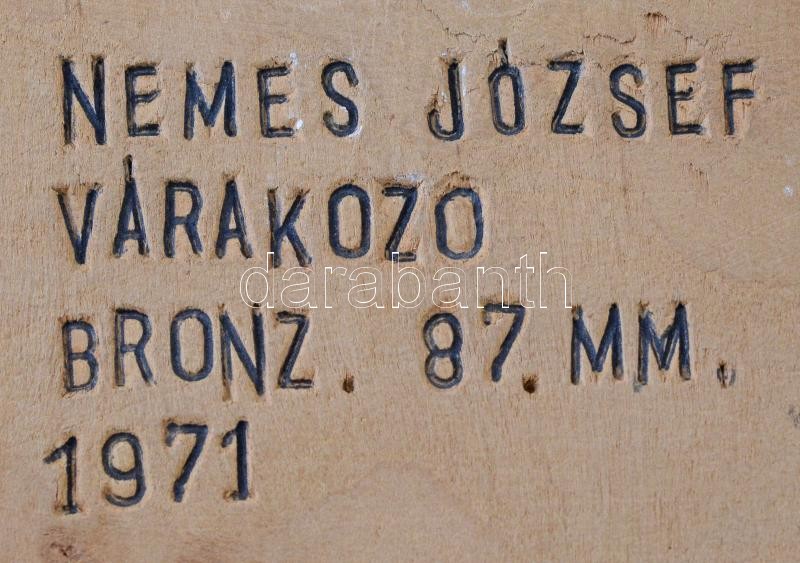 NEMES JÓZSEF
VÁRAKOZO
darabanth
BRONZ. 87. MM.
1971